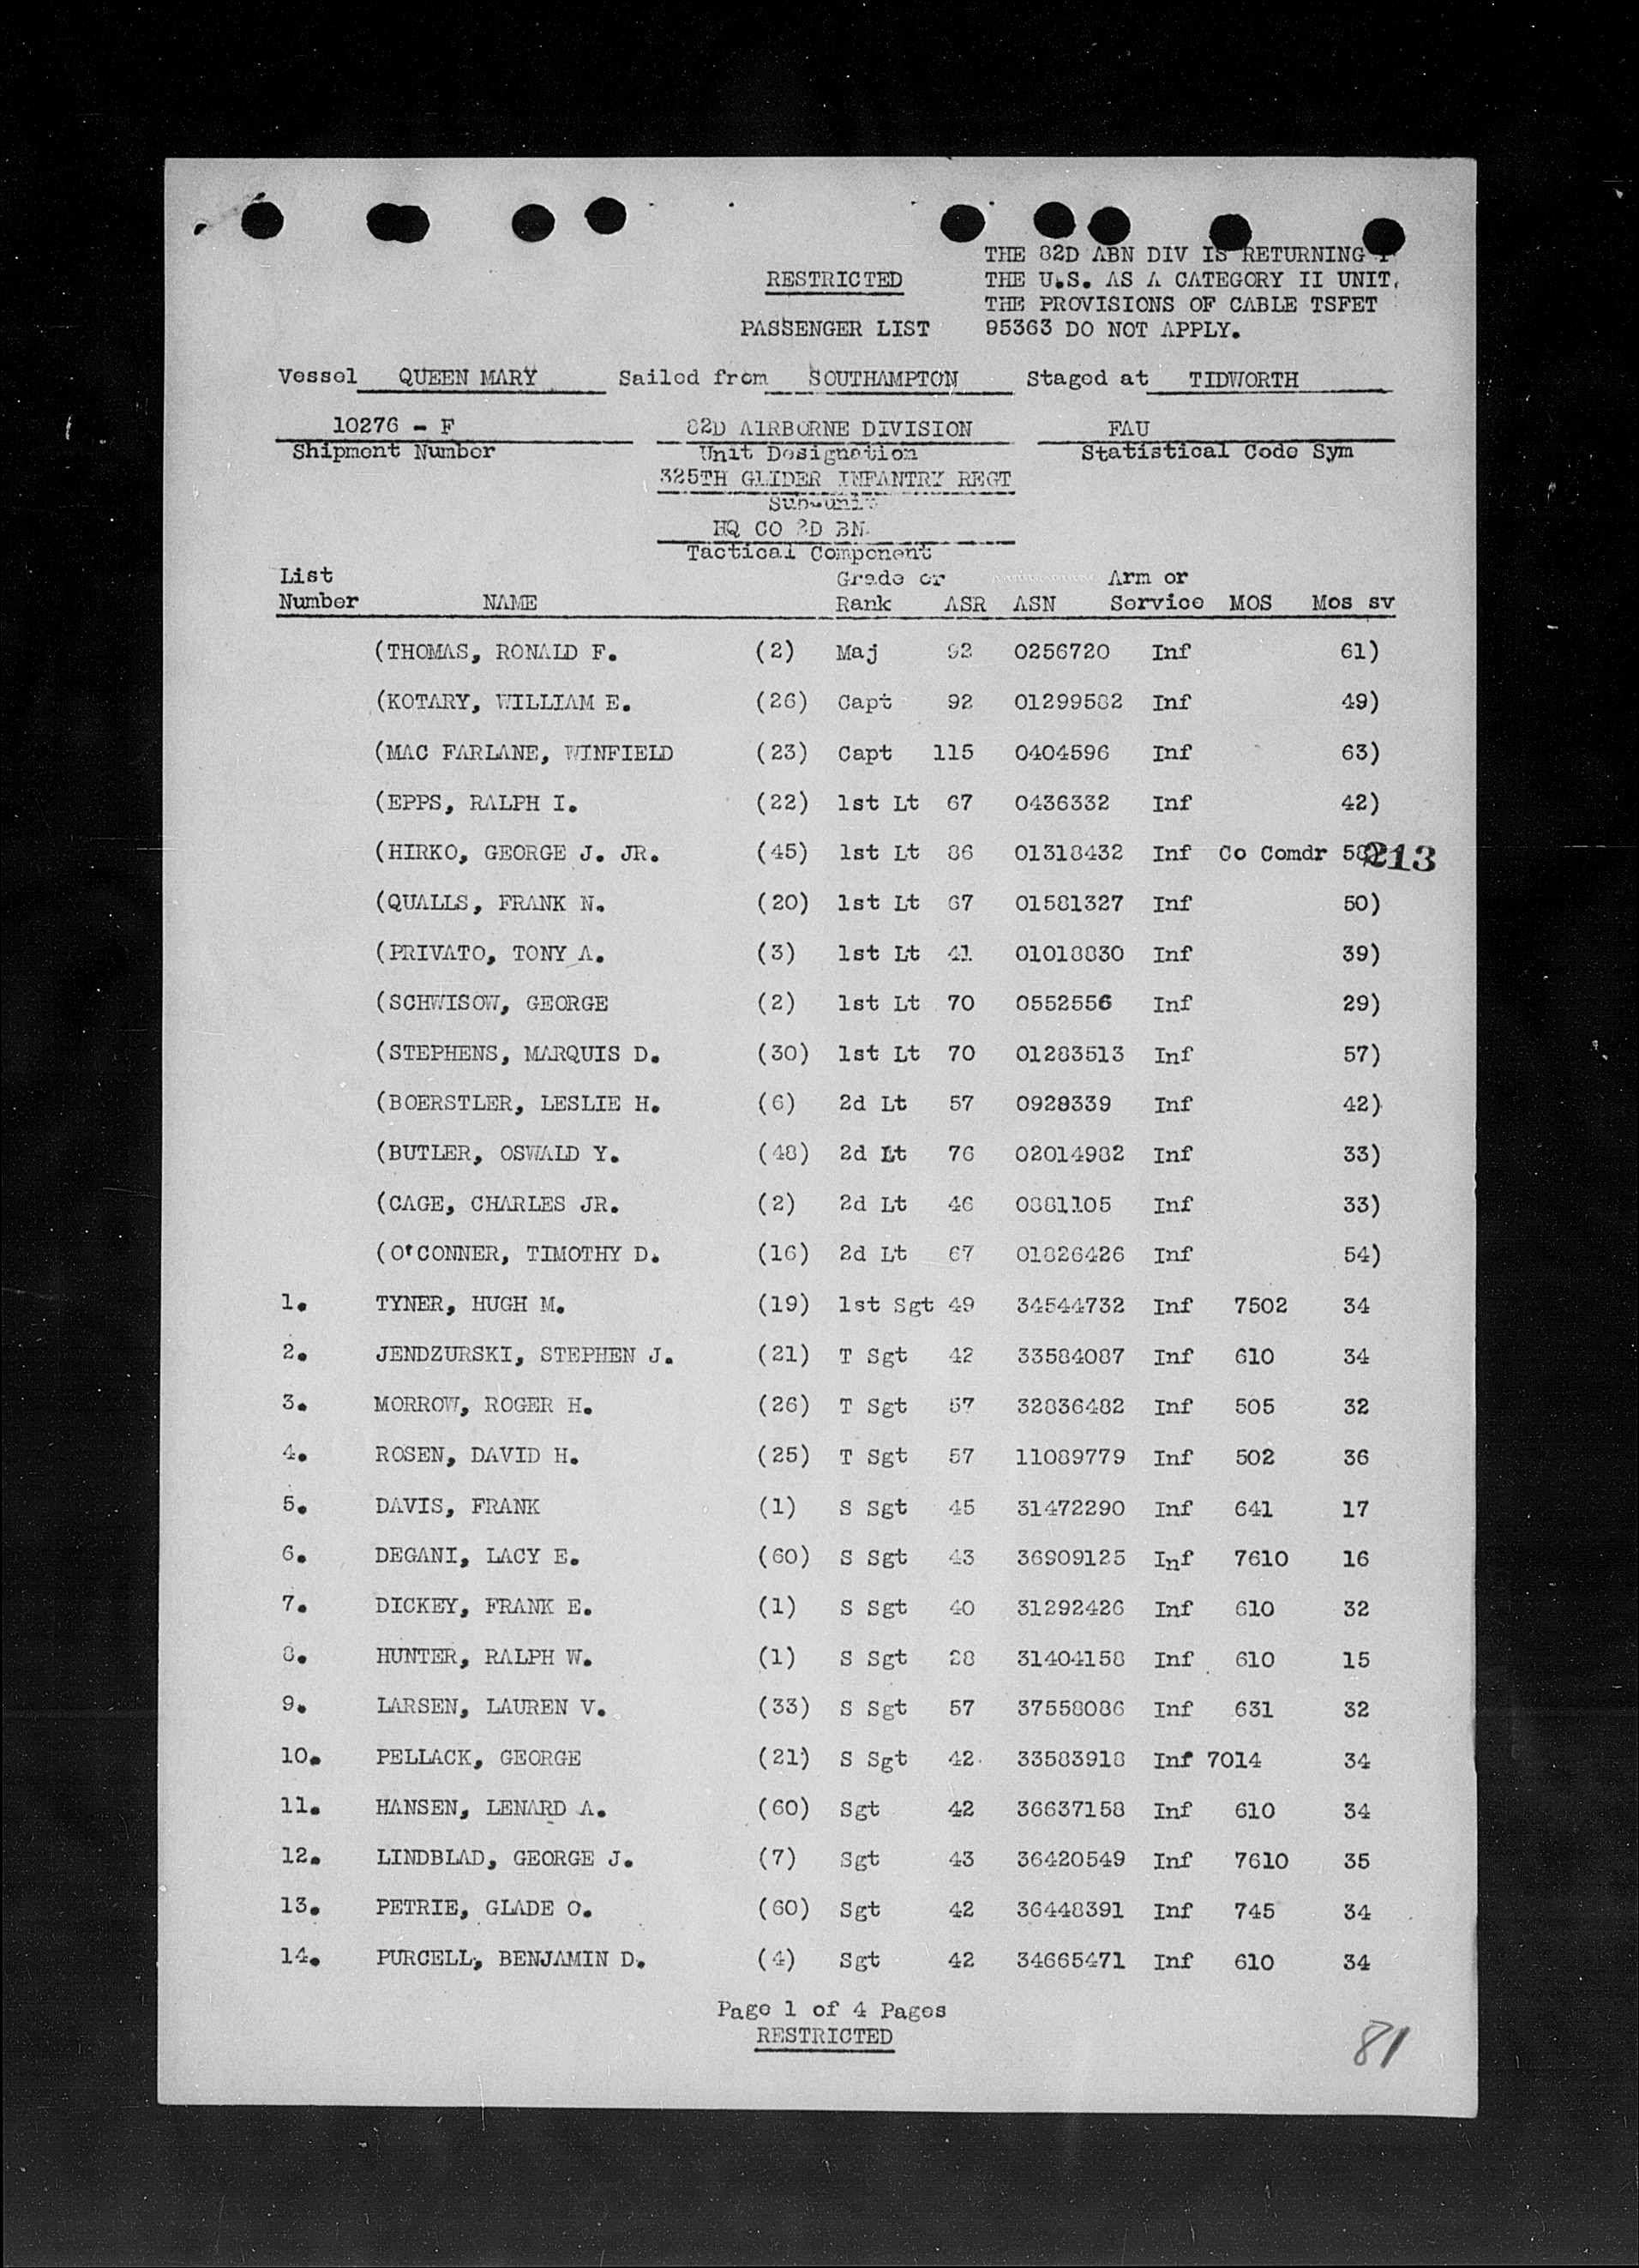 THE 82D ABN DIV IS RETURNING
RESTRICTED THE U.S. AS A CATEGORY II UNIT.
THE PROVISIONS OF CABLE TSFET
PASSENGER LIST 95363 DO NOT APPLY.
Vessel QUEEN MARY Sailed from SOUTHAMPTON Staged at TIDWORTH
10276 - F 82D AIRBORNE DIVISION FAU
Shipment Number Unit Designation Statistical Code Sym
325TH GLIDER INFANTRY REGT
Sub-unit
HQ CO 2D BN
Tactical Component
List Grade or Arm or
Number NAME Rank ASR ASN Service MOS Mos sv
(THOMAS, RONALD F. (2) Maj 92 0256720 Inf 61)
(KOTARY, WILLIAM E. (26) Capt 92 01299582 Inf 49)
(MAC FARLANE, WINFIELD (23) Capt 115 0404596 Inf 63)
(EPPS, RALPH I. (22) 1st Lt 67 0436332 Inf 42)
(HIRKO, GEORGE J. JR. (45) 1st Lt 86 01318432 Inf Co Comdr 58 213
(QUALLS, FRANK N. (20) 1st Lt 67 01581327 Inf 50)
(PRIVATO, TONY A. (3) 1st Lt 41 01018830 Inf 39)
(SCHWISOW, GEORGE (2) 1st Lt 70 0552556 Inf 29)
(STEPHENS, MARQUIS D. (30) 1st Lt 70 01283513 Inf 57)
(BOERSTLER, LESLIE H. (6) 2d Lt 57 0928339 Inf 42)
(BUTLER, OSWALD Y. (48) 2d Lt 76 02014982 Inf 33)
(CAGE, CHARLES JR. (2) 2d Lt 46 0881105 Inf 33)
(O'CONNER, TIMOTHY D. (16) 2d Lt 67 01826426 Inf 54)
1. TYNER, HUGH M. (19) 1st Sgt 49 34544732 Inf 7502 34
2. JENDZURSKI, STEPHEN J. (21) T Sgt 42 33584087 Inf 610 34
3. MORROW, ROGER H. (26) T Sgt 57 32836482 Inf 505 32
4. ROSEN, DAVID H. (25) T Sgt 57 11089779 Inf 502 36
5. DAVIS, FRANK (1) S Sgt 45 31472290 Inf 641 17
6. DEGANI, LACY E. (60) S Sgt 43 36909125 Inf 7610 16
7. DICKEY, FRANK E. (1) S Sgt 40 31292426 Inf 610 32
8. HUNTER, RALPH W. (1) S Sgt 28 31404158 Inf 610 15
9. LARSEN, LAUREN V. (33) S Sgt 57 37558086 Inf 631 32
10. PELLACK, GEORGE (21) S Sgt 42 33583918 Inf 7014 34
11. HANSEN, LENARD A. (60) Sgt 42 36637158 Inf 610 34
12. LINDBLAD, GEORGE J. (7) Sgt 43 36420549 Inf 7610 35
13. PETRIE, GLADE O. (60) Sgt 42 36448391 Inf 745 34
14. PURCELL, BENJAMIN D. (4) Sgt 42 34665471 Inf 610 34
Page 1 of 4 Pages
RESTRICTED
81